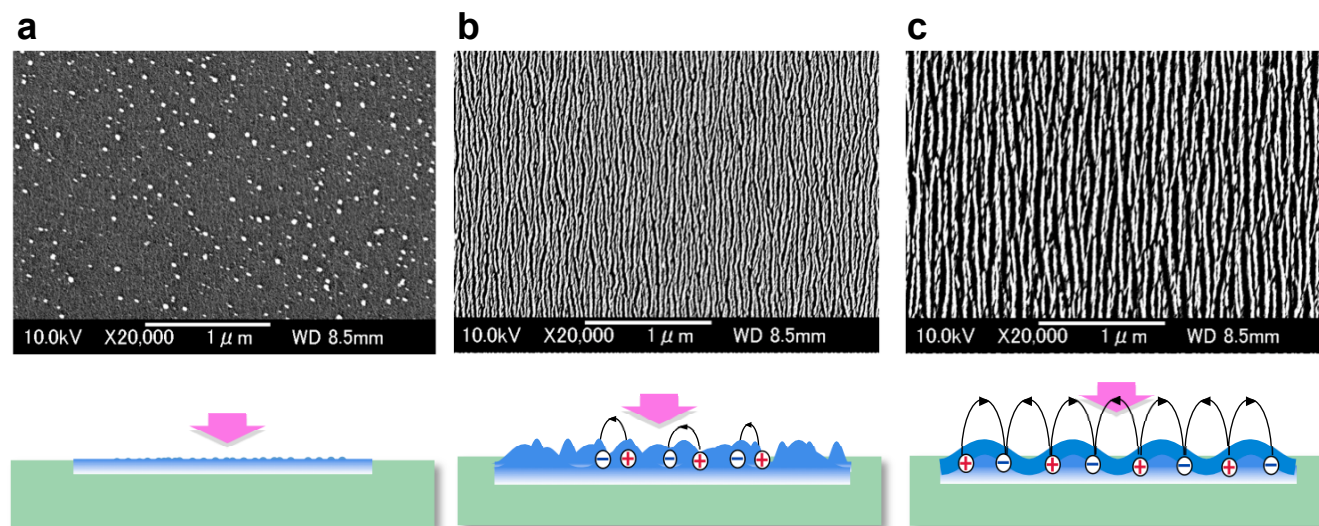 a
b
c
10.0kV X20,000 1 μm WD 8.5mm
10.0kV X20,000 1 μm WD 8.5mm
10.0kV X20,000 1 μm WD 8.5mm
− + − + − +
+ − + − + − + −